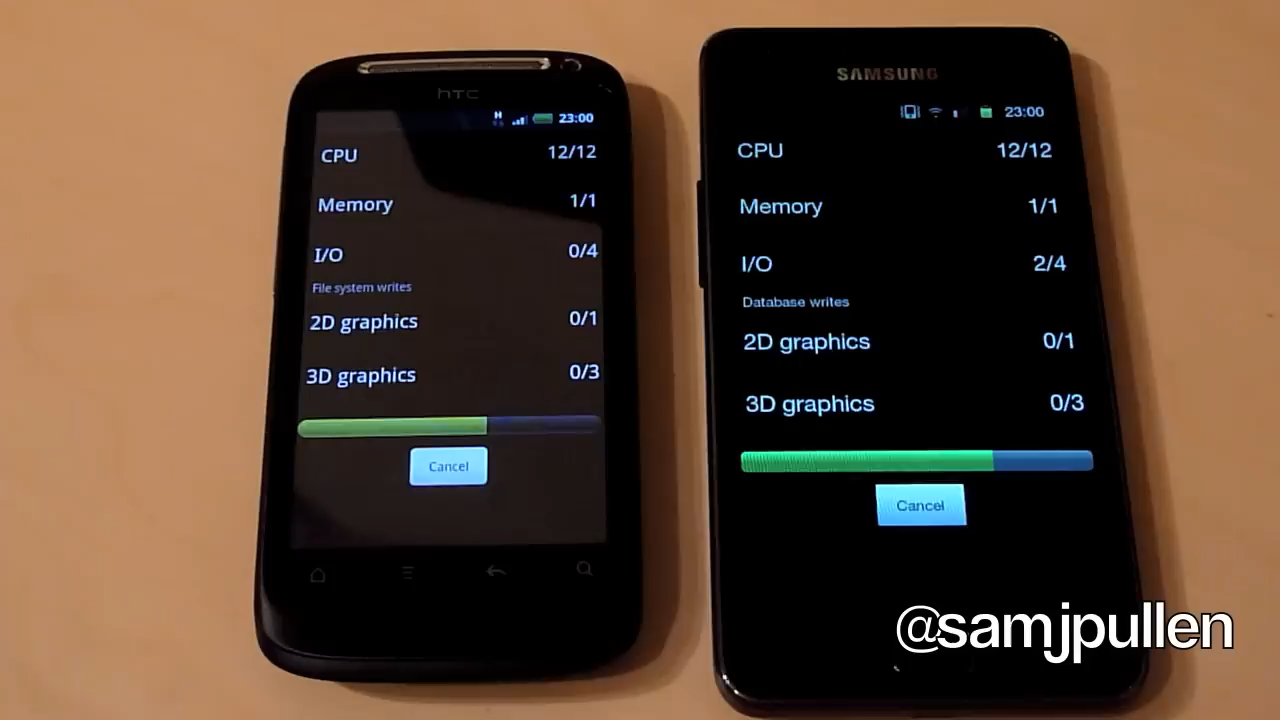 htc
23:00
CPU 12/12
Memory 1/1
I/O 0/4
File system writes
2D graphics 0/1
3D graphics 0/3
Cancel
SAMSUNG
23:00
CPU 12/12
Memory 1/1
I/O 2/4
Database writes
2D graphics 0/1
3D graphics 0/3
Cancel
@samjpullen